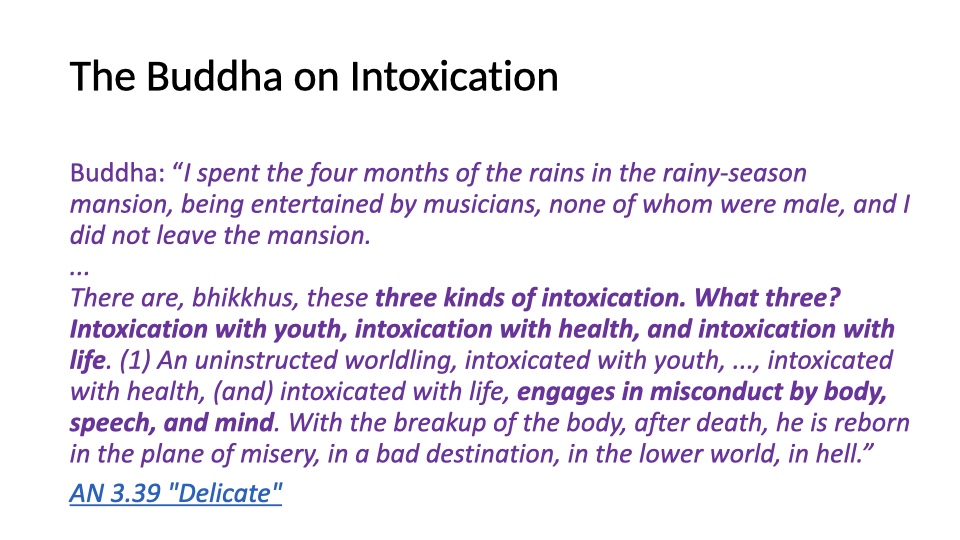 The Buddha on Intoxication
Buddha: “I spent the four months of the rains in the rainy-season
mansion, being entertained by musicians, none of whom were male, and I
did not leave the mansion.
...
There are, bhikkhus, these three kinds of intoxication. What three?
Intoxication with youth, intoxication with health, and intoxication with
life. (1) An uninstructed worldling, intoxicated with youth, ..., intoxicated
with health, (and) intoxicated with life, engages in misconduct by body,
speech, and mind. With the breakup of the body, after death, he is reborn
in the plane of misery, in a bad destination, in the lower world, in hell.”
AN 3.39 "Delicate"